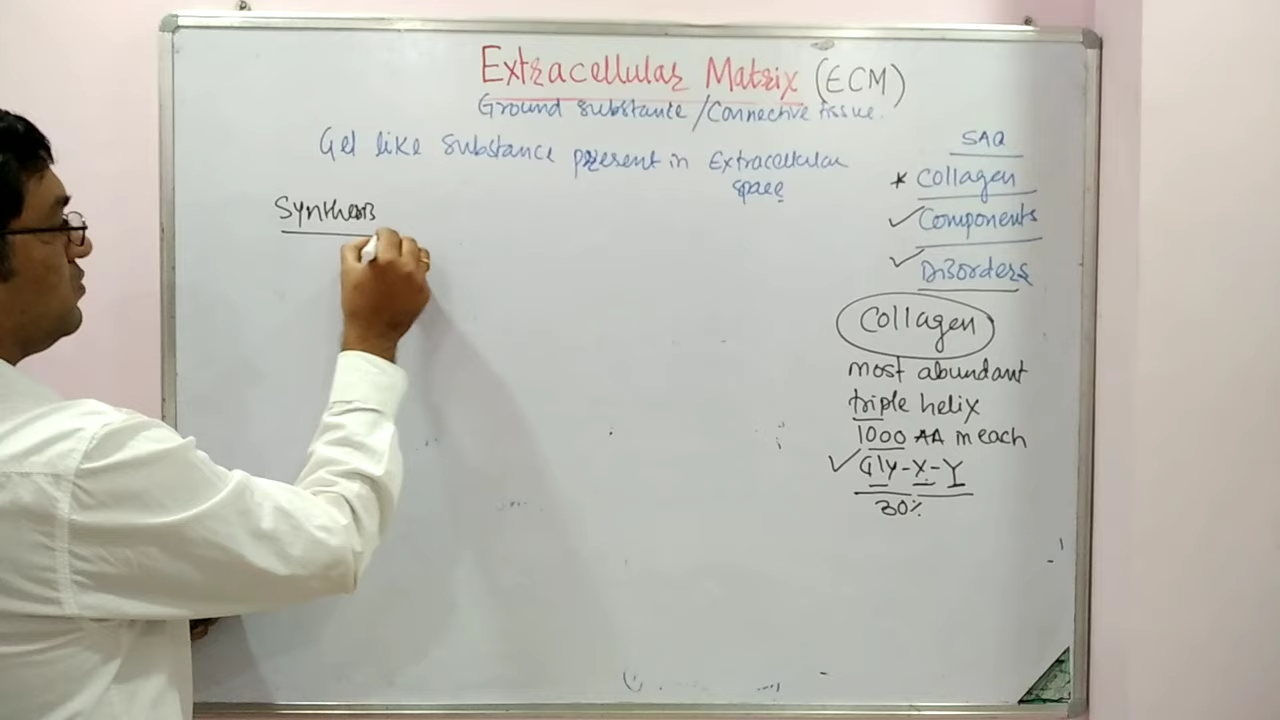 Extracellular Matrix (ECM)
Ground substance / Connective tissue.
Gel like substance present in Extracellular
space
SAQ
* Collagen
✓ Components
✓ Disorders
Synthesis
Collagen
most abundant
triple helix
1000 AA in each
✓ Gly-X-Y
30%